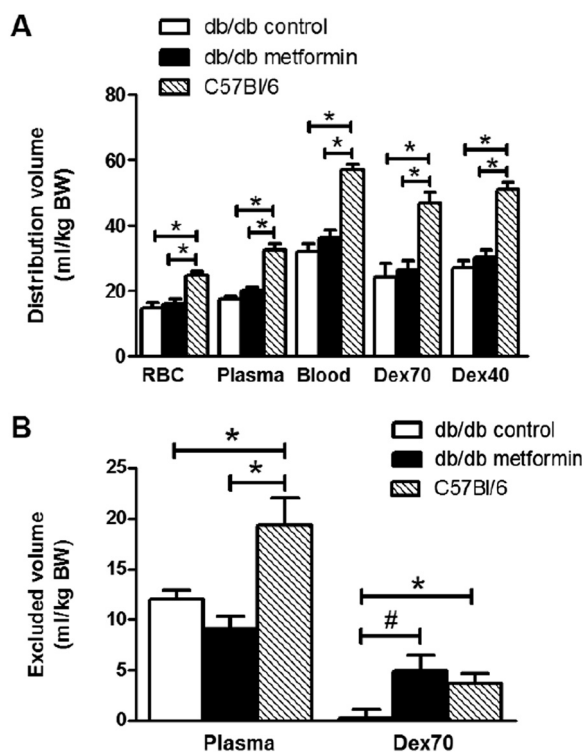 A
db/db control
db/db metformin
C57Bl/6
Distribution volume
(ml/kg BW)
80
60
40
20
0
* * * * * * * * * *
RBC Plasma Blood Dex70 Dex40
B
db/db control
db/db metformin
C57Bl/6
Excluded volume
(ml/kg BW)
25
20
15
10
5
0
*
*
*
#
Plasma Dex70